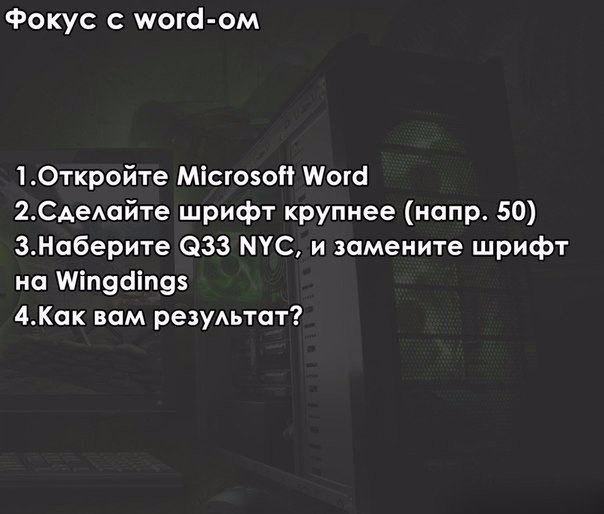 Фокус с word-ом
1.Откройте Microsoft Word
2.Сделайте шрифт крупнее (напр. 50)
3.Наберите Q33 NYC, и замените шрифт
на Wingdings
4.Как вам результат?